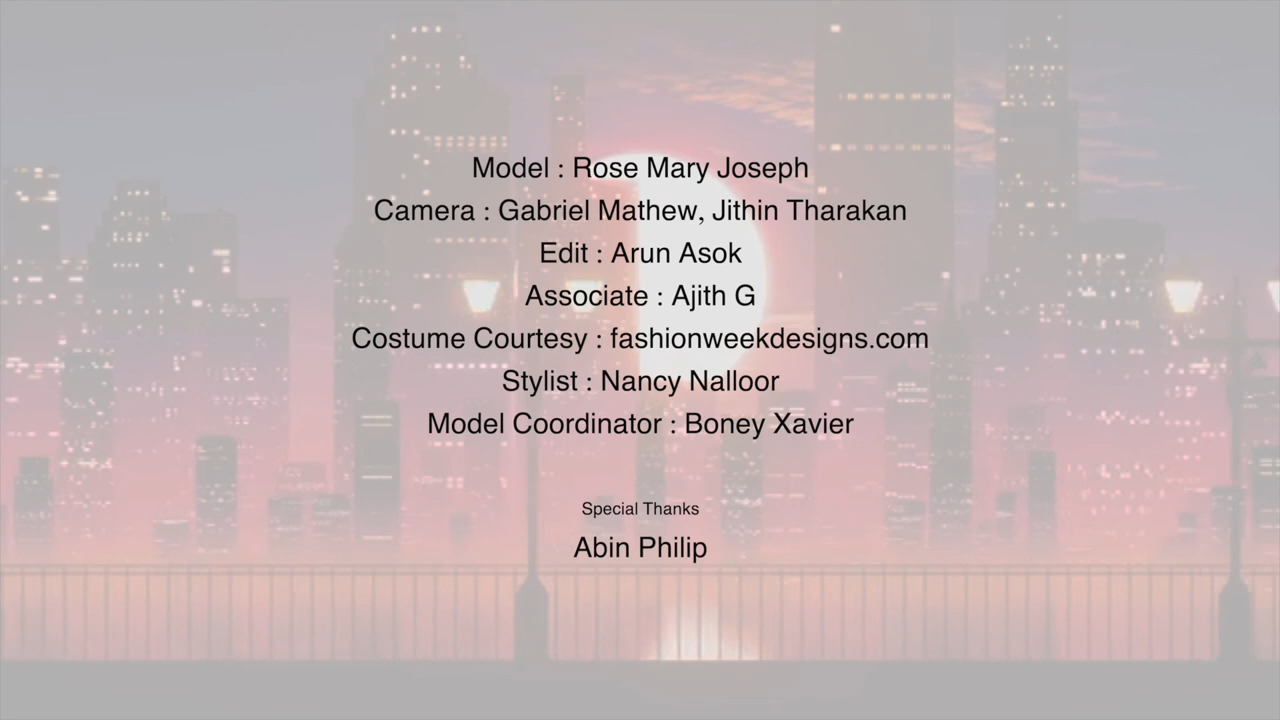 Model : Rose Mary Joseph
Camera : Gabriel Mathew, Jithin Tharakan
Edit : Arun Asok
Associate : Ajith G
Costume Courtesy : fashionweekdesigns.com
Stylist : Nancy Nalloor
Model Coordinator : Boney Xavier
Special Thanks
Abin Philip